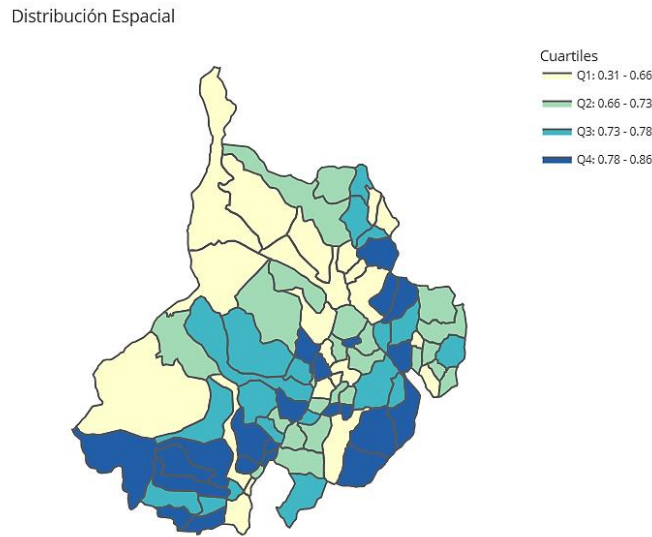 Distribución Espacial
Cuartiles
Q1: 0.31 - 0.66
Q2: 0.66 - 0.73
Q3: 0.73 - 0.78
Q4: 0.78 - 0.86